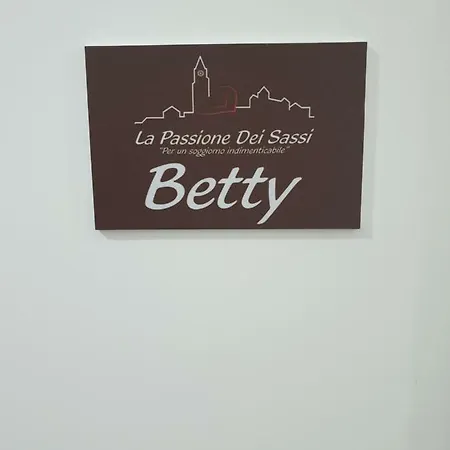 La Passione Dei Sassi
"Per un soggiorno indimenticabile"
Betty